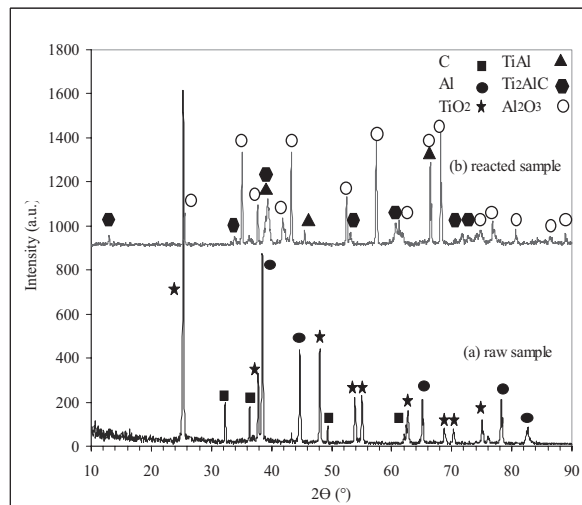 1800
1600
1400
1200
1000
800
600
400
200
0
Intensity (a.u.)
C TiAl
Al Ti2AlC
TiO2 Al2O3
(b) reacted sample
(a) raw sample
10 20 30 40 50 60 70 80 90
2Θ (°)